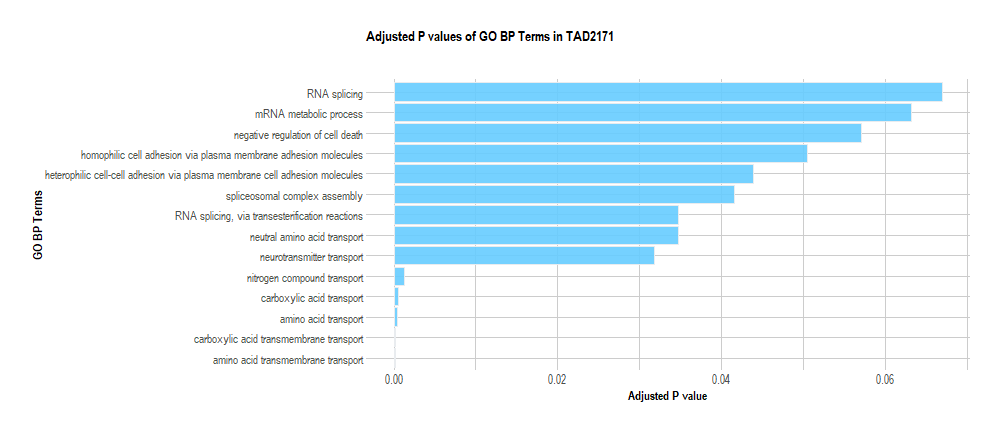 Adjusted P values of GO BP Terms in TAD2171
GO BP Terms
RNA splicing
mRNA metabolic process
negative regulation of cell death
homophilic cell adhesion via plasma membrane adhesion molecules
heterophilic cell-cell adhesion via plasma membrane cell adhesion molecules
spliceosomal complex assembly
RNA splicing, via transesterification reactions
neutral amino acid transport
neurotransmitter transport
nitrogen compound transport
carboxylic acid transport
amino acid transport
carboxylic acid transmembrane transport
amino acid transmembrane transport
0.00 0.02 0.04 0.06
Adjusted P value